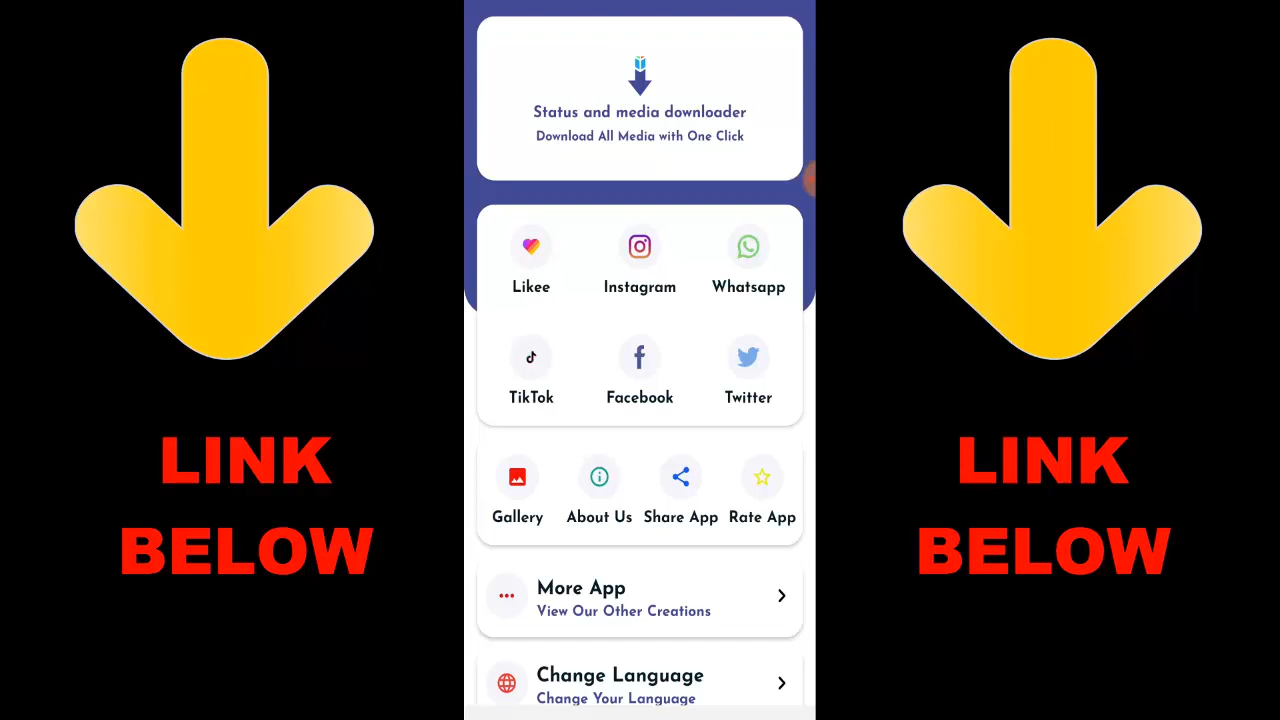 Status and media downloader
Download All Media with One Click
Likee Instagram Whatsapp
TikTok Facebook Twitter
Gallery About Us Share App Rate App
More App
View Our Other Creations
Change Language
Change Your Language
LINK
BELOW
LINK
BELOW